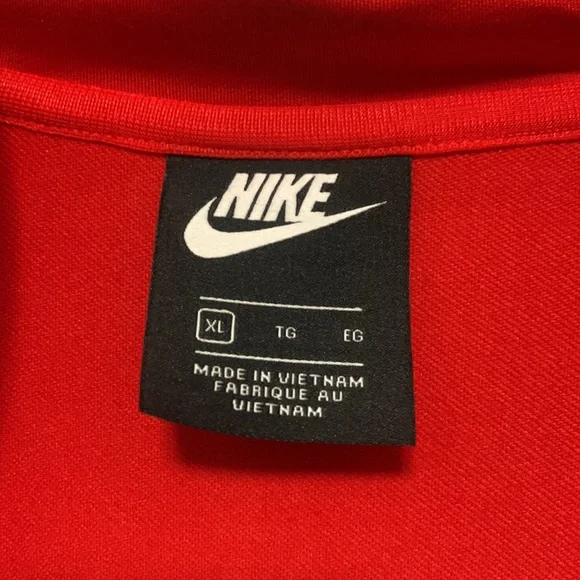 NIKE
XL TG EG
MADE IN VIETNAM
FABRIQUE AU
VIETNAM